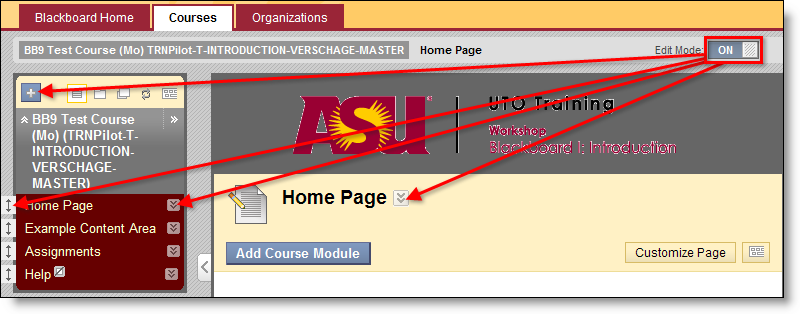 Blackboard Home
Courses
Organizations
BB9 Test Course (Mo) TRNPilot-T-INTRODUCTION-VERSCHAGE-MASTER
Home Page
Edit Mode:
ON
BB9 Test Course
(Mo) (TRNPilot-T-
INTRODUCTION-
VERSCHAGE-
MASTER)
Home Page
Example Content Area
Assignments
Help
ASU
UTO Training
Workshop
Blackboard 1: Introduction
Home Page
Add Course Module
Customize Page